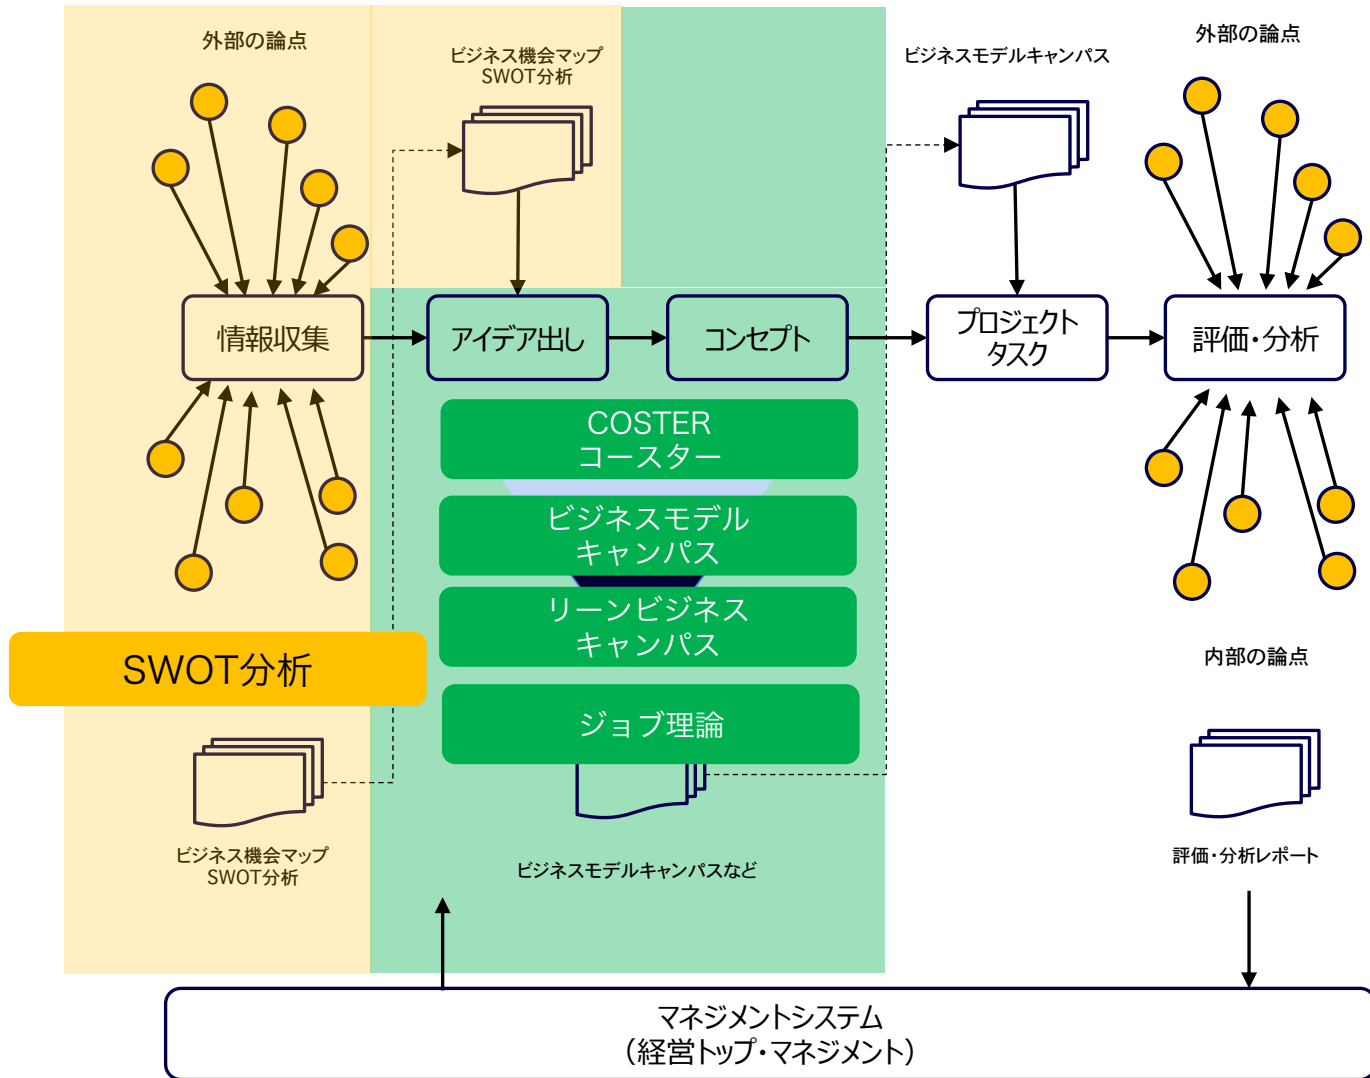 外部の論点
ビジネス機会マップ
SWOT分析
ビジネスモデルキャンパス
外部の論点
情報収集
アイデア出し
コンセプト
プロジェクト
タスク
評価・分析
COSTER
コースター
ビジネスモデル
キャンパス
リーンビジネス
キャンパス
SWOT分析
ジョブ理論
内部の論点
ビジネス機会マップ
SWOT分析
ビジネスモデルキャンパスなど
評価・分析レポート
マネジメントシステム
（経営トップ・マネジメント）